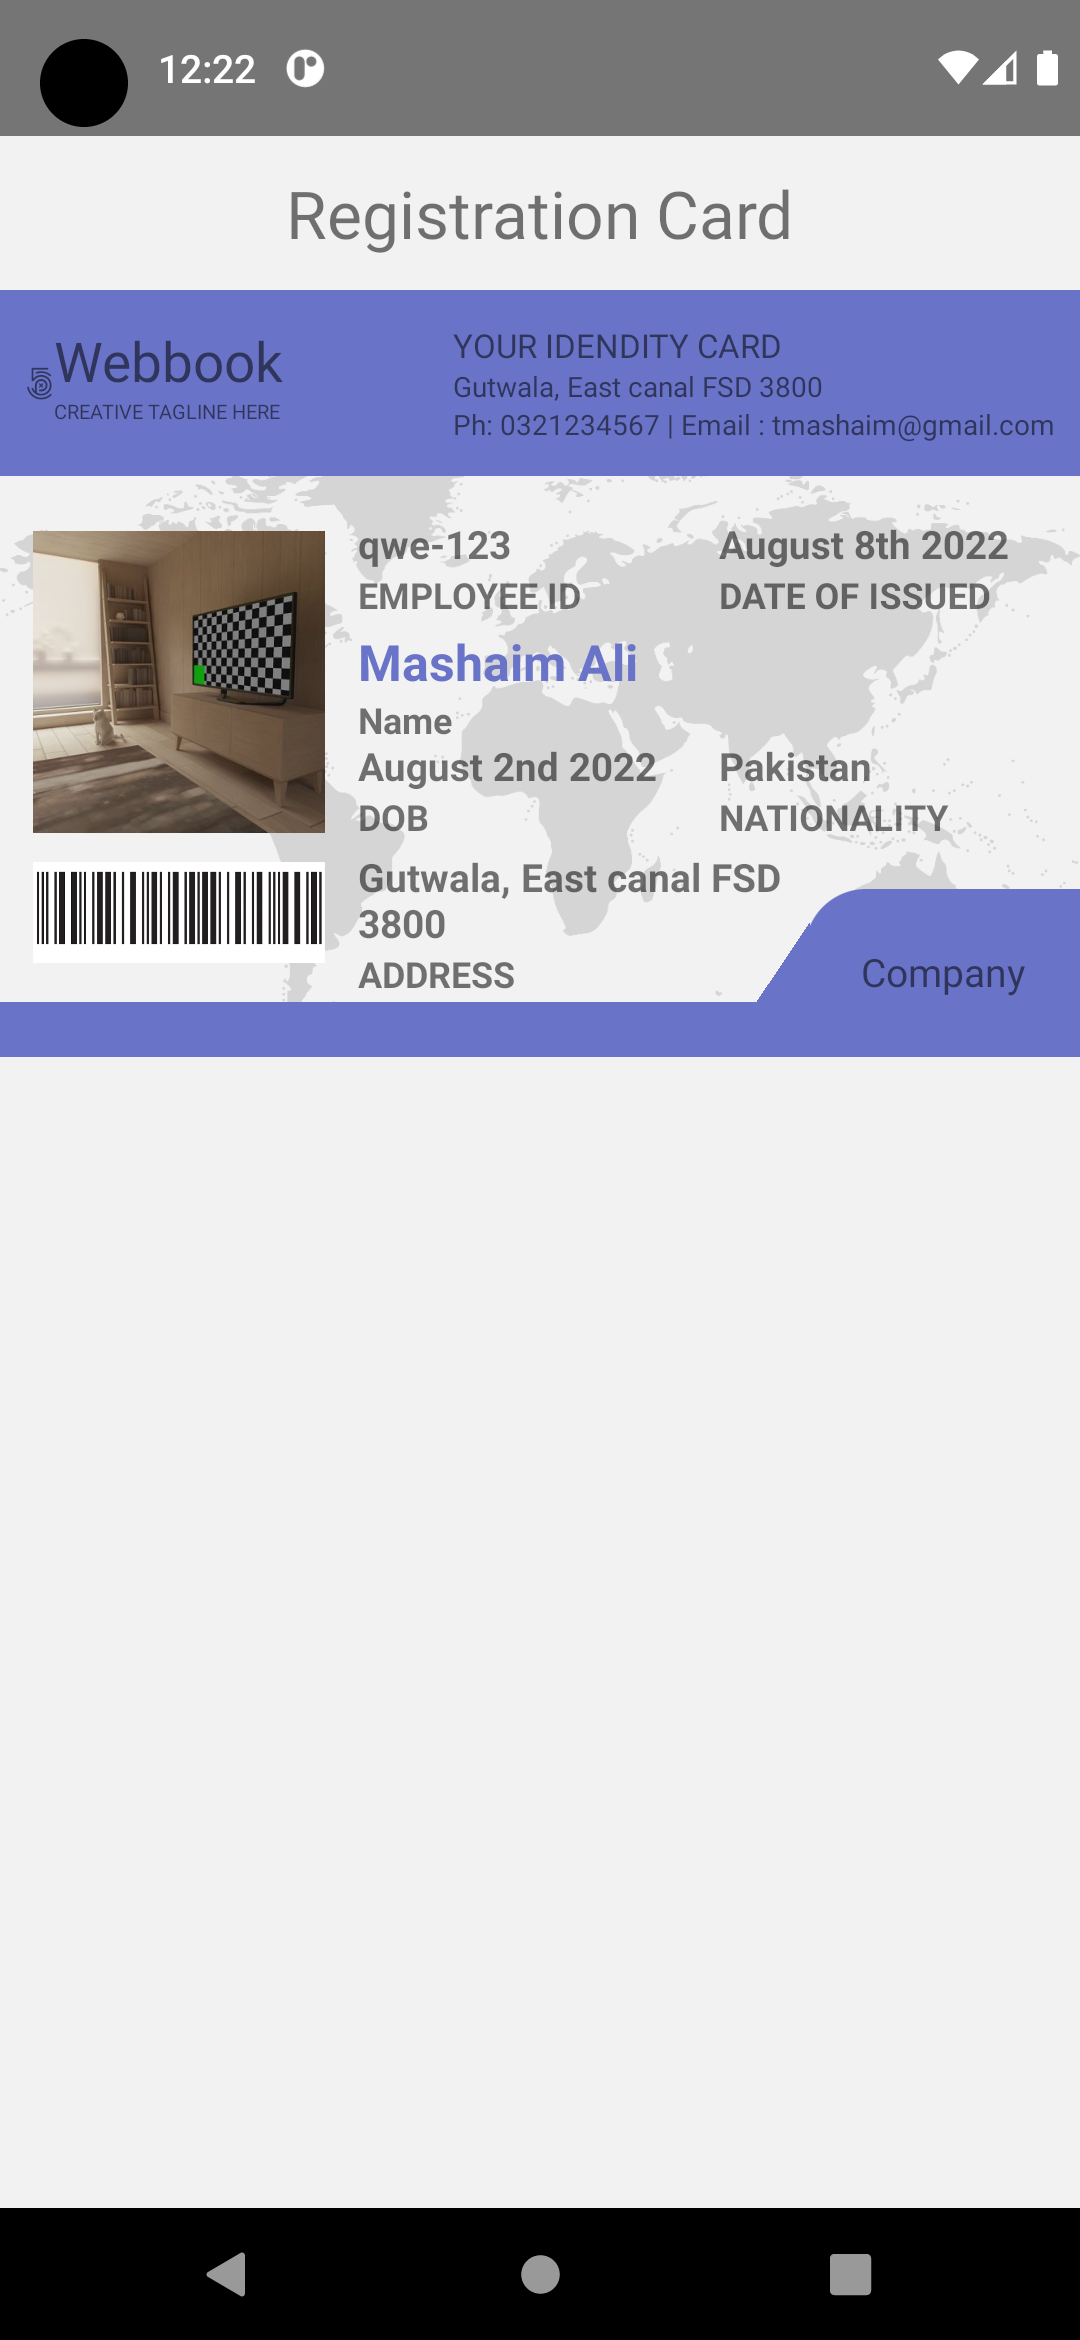 12:22
Registration Card
Webbook
CREATIVE TAGLINE HERE
YOUR IDENDITY CARD
Gutwala, East canal FSD 3800
Ph: 0321234567 | Email : tmashaim@gmail.com
qwe-123
EMPLOYEE ID
August 8th 2022
DATE OF ISSUED
Mashaim Ali
Name
August 2nd 2022
DOB
Pakistan
NATIONALITY
Gutwala, East canal FSD
3800
ADDRESS
Company